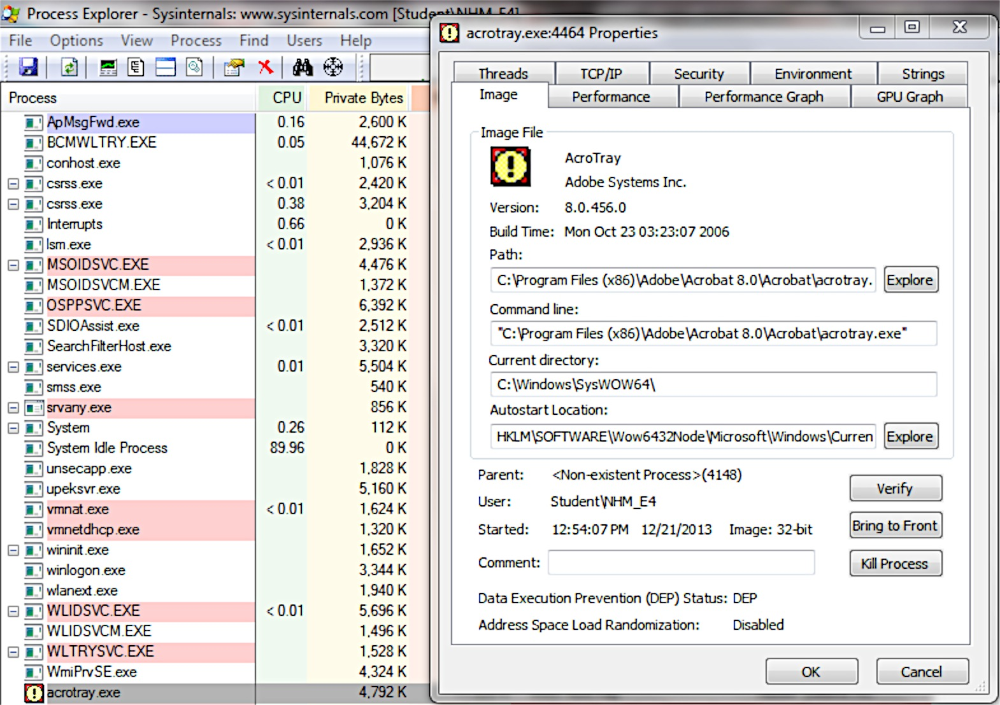 Process Explorer - Sysinternals: www.sysinternals.com [Student\NHM_E4]
File Options View Process Find Users Help
Process CPU Private Bytes
ApMsgFwd.exe 0.16 2,600 K
BCMWLTRY.EXE 0.05 44,672 K
conhost.exe 1,076 K
csrss.exe < 0.01 2,420 K
csrss.exe 0.38 3,204 K
Interrupts 0.66 0 K
lsm.exe < 0.01 2,936 K
MSOIDSVC.EXE 4,476 K
MSOIDSVCM.EXE 1,372 K
OSPPSVC.EXE 6,392 K
SDIOAssist.exe < 0.01 2,512 K
SearchFilterHost.exe 3,320 K
services.exe 0.01 5,504 K
smss.exe 540 K
srvany.exe 856 K
System 0.26 112 K
System Idle Process 89.96 0 K
unsecapp.exe 1,828 K
upeksvr.exe 5,160 K
vmnat.exe < 0.01 1,624 K
vmnetdhcp.exe 1,320 K
wininit.exe 1,652 K
winlogon.exe 3,344 K
wlanext.exe 1,940 K
WLIDSVC.EXE < 0.01 5,696 K
WLIDSVCM.EXE 1,496 K
WLTRYSVC.EXE 1,528 K
WmiPrvSE.exe 4,324 K
acrotray.exe 4,792 K
acrotray.exe:4464 Properties
Threads TCP/IP Security Environment Strings
Image Performance Performance Graph GPU Graph
Image File
AcroTray
Adobe Systems Inc.
Version: 8.0.456.0
Build Time: Mon Oct 23 03:23:07 2006
Path:
C:\Program Files (x86)\Adobe\Acrobat 8.0\Acrobat\acrotray. Explore
Command line:
"C:\Program Files (x86)\Adobe\Acrobat 8.0\Acrobat\acrotray.exe"
Current directory:
C:\Windows\SysWOW64\
Autostart Location:
HKLM\SOFTWARE\Wow6432Node\Microsoft\Windows\Curren Explore
Parent: <Non-existent Process>(4148)
Verify
User: Student\NHM_E4
Started: 12:54:07 PM 12/21/2013 Image: 32-bit Bring to Front
Comment: Kill Process
Data Execution Prevention (DEP) Status: DEP
Address Space Load Randomization: Disabled
OK Cancel